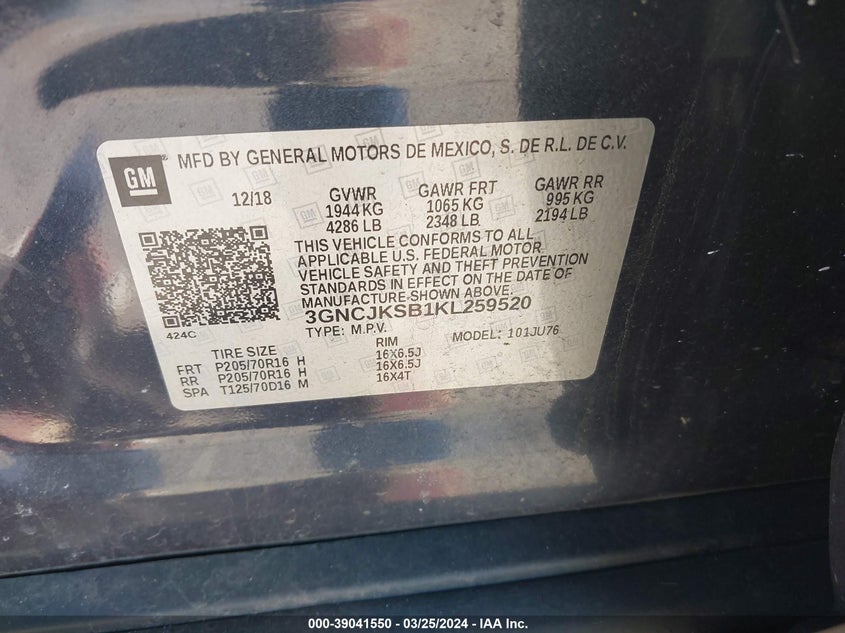 GM
MFD BY GENERAL MOTORS DE MEXICO, S. DE R.L. DE C.V.
12/18 GVWR GAWR FRT GAWR RR
1944 KG 1065 KG 995 KG
4286 LB 2348 LB 2194 LB
THIS VEHICLE CONFORMS TO ALL
APPLICABLE U.S. FEDERAL MOTOR
VEHICLE SAFETY AND THEFT PREVENTION
STANDARDS IN EFFECT ON THE DATE OF
MANUFACTURE SHOWN ABOVE.
3GNCJKSB1KL259520
424C
TYPE: M.P.V. MODEL: 101JU76
TIRE SIZE RIM
FRT P205/70R16 H 16X6.5J
RR P205/70R16 H 16X6.5J
SPA T125/70D16 M 16X4T
000-39041550 - 03/25/2024 - IAA Inc.